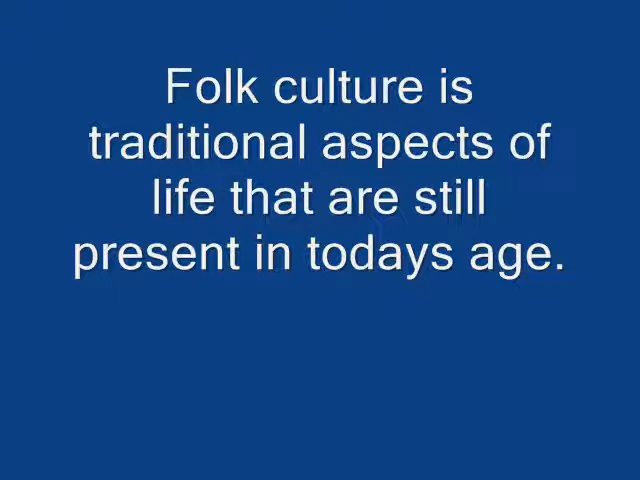 Folk culture is
traditional aspects of
life that are still
present in todays age.